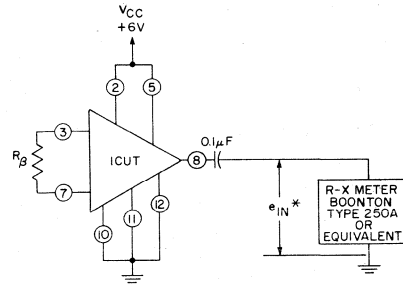 VCC
+6V
2
5
3
Rβ
ICUT
7
8
0.1μF
10
11
12
eIN*
R-X METER
BOONTON
TYPE 250A
OR
EQUIVALENT